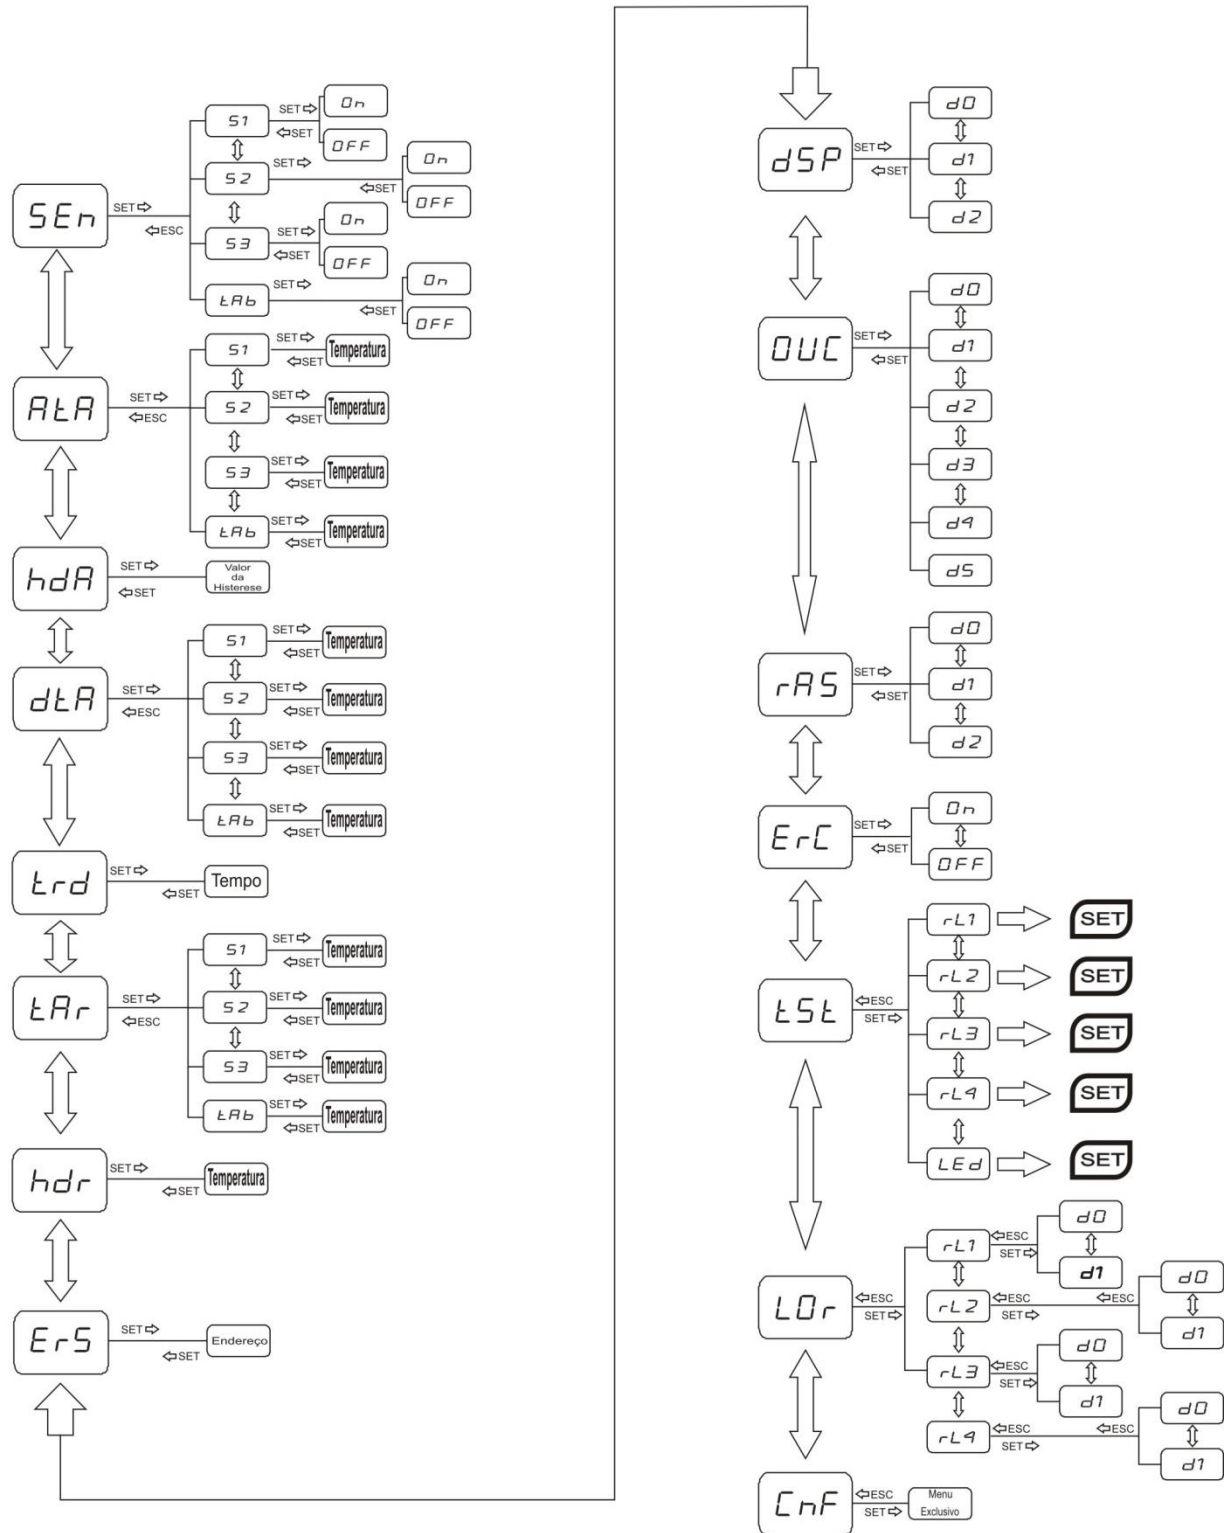 SEn
SET
ESC
S1
SET
SET
On
OFF
S2
SET
SET
On
OFF
S3
SET
SET
On
OFF
tAb
SET
SET
On
OFF
AtA
SET
ESC
S1
SET
SET
Temperatura
S2
SET
SET
Temperatura
S3
SET
SET
Temperatura
tAb
SET
SET
Temperatura
hdA
SET
SET
Valor
da
Histerese
dtA
SET
ESC
S1
SET
SET
Temperatura
S2
SET
SET
Temperatura
S3
SET
SET
Temperatura
tAb
SET
SET
Temperatura
trd
SET
SET
Tempo
tAr
SET
ESC
S1
SET
SET
Temperatura
S2
SET
SET
Temperatura
S3
SET
SET
Temperatura
tAb
SET
SET
Temperatura
hdr
SET
SET
Temperatura
ErS
SET
SET
Endereço
dSP
SET
SET
d0
d1
d2
OUC
SET
SET
d0
d1
d2
d3
d4
d5
rAS
SET
SET
d0
d1
d2
ErC
SET
SET
On
OFF
tSt
ESC
SET
rL1
SET
rL2
SET
rL3
SET
rL4
SET
LEd
SET
LOr
ESC
SET
rL1
ESC
SET
d0
d1
rL2
ESC
SET
ESC
d0
d1
rL3
ESC
SET
d0
d1
rL4
ESC
SET
ESC
d0
d1
CnF
ESC
SET
Menu
Exclusivo